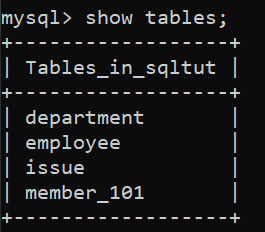 mysql> show tables;
+------------------+
| Tables_in_sqltut |
+------------------+
| department       |
| employee         |
| issue            |
| member_101       |
+------------------+